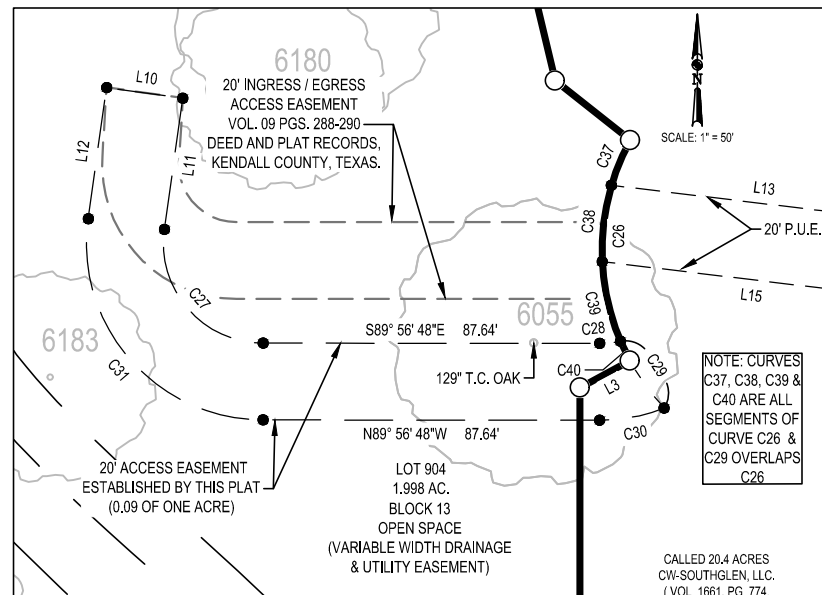 6180
L10
20' INGRESS / EGRESS
ACCESS EASEMENT
VOL. 09 PGS. 288-290
DEED AND PLAT RECORDS,
KENDALL COUNTY, TEXAS.
N
SCALE: 1" = 50'
L12
L11
C37
L13
C38
C26
20' P.U.E.
L15
C27
C39
6055
S89° 56' 48"E 87.64'
C28
6183
C31
129" T.C. OAK
C40
C29
L3
C30
N89° 56' 48"W 87.64'
NOTE: CURVES
C37, C38, C39 &
C40 ARE ALL
SEGMENTS OF
CURVE C26 &
C29 OVERLAPS
C26
20' ACCESS EASEMENT
ESTABLISHED BY THIS PLAT
(0.09 OF ONE ACRE)
LOT 904
1.998 AC.
BLOCK 13
OPEN SPACE
(VARIABLE WIDTH DRAINAGE
& UTILITY EASEMENT)
CALLED 20.4 ACRES
CW-SOUTHGLEN, LLC.
( VOL. 1661, PG. 774,